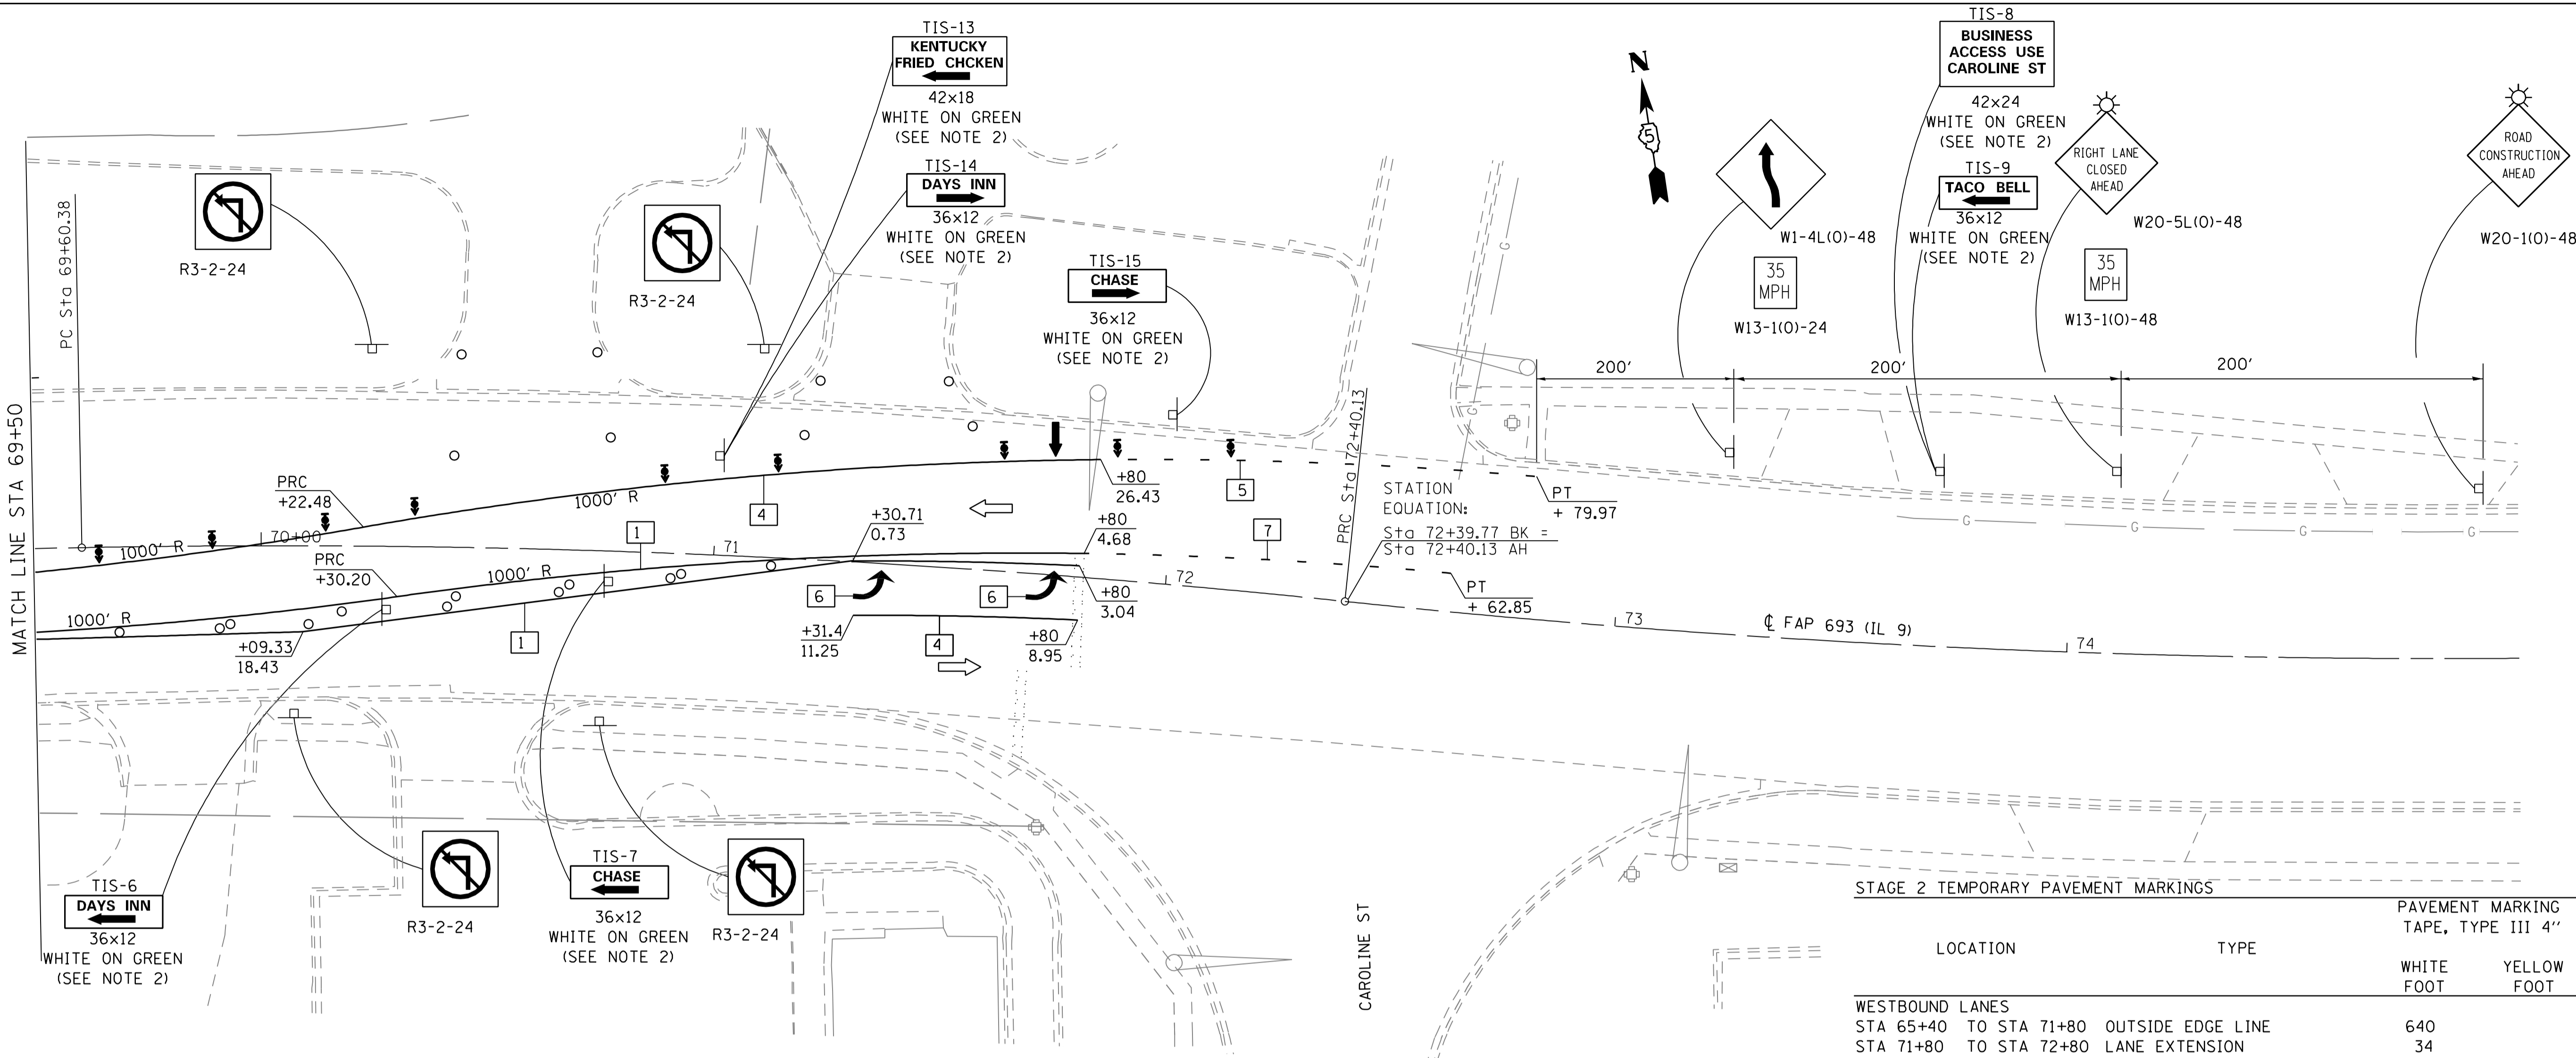 TIS-13
KENTUCKY
FRIED CHCKEN
42x18
WHITE ON GREEN
(SEE NOTE 2)
TIS-14
DAYS INN
36x12
WHITE ON GREEN
(SEE NOTE 2)
TIS-15
CHASE
36x12
WHITE ON GREEN
(SEE NOTE 2)
N
5
TIS-8
BUSINESS
ACCESS USE
CAROLINE ST
42x24
WHITE ON GREEN
(SEE NOTE 2)
TIS-9
TACO BELL
36x12
WHITE ON GREEN
(SEE NOTE 2)
W1-4L(O)-48
35
MPH
W13-1(O)-24
RIGHT LANE
CLOSED
AHEAD
W20-5L(O)-48
35
MPH
W13-1(O)-48
ROAD
CONSTRUCTION
AHEAD
W20-1(O)-48
R3-2-24
R3-2-24
PC Sta 69+60.38
MATCH LINE STA 69+50
200'
200'
200'
G
G
PRC
+22.48
1000' R
1000' R
70+00
4
1
+80
26.43
5
+30.71
0.73
+80
4.68
7
71
PRC Sta 72+40.13
STATION
EQUATION:
Sta 72+39.77 BK =
Sta 72+40.13 AH
PT
+ 79.97
G
G
G
G
PRC
+30.20
1000' R
1000' R
+09.33
18.43
1
6
6
+31.4
11.25
4
+80
3.04
+80
8.95
72
PT
+ 62.85
73
℄ FAP 693 (IL 9)
74
TIS-6
DAYS INN
36x12
WHITE ON GREEN
(SEE NOTE 2)
R3-2-24
TIS-7
CHASE
36x12
WHITE ON GREEN
(SEE NOTE 2)
R3-2-24
CAROLINE ST
STAGE 2 TEMPORARY PAVEMENT MARKINGS
PAVEMENT MARKING
TAPE, TYPE III 4''
LOCATION TYPE
WHITE YELLOW
FOOT FOOT
WESTBOUND LANES
STA 65+40 TO STA 71+80 OUTSIDE EDGE LINE 640
STA 71+80 TO STA 72+80 LANE EXTENSION 34